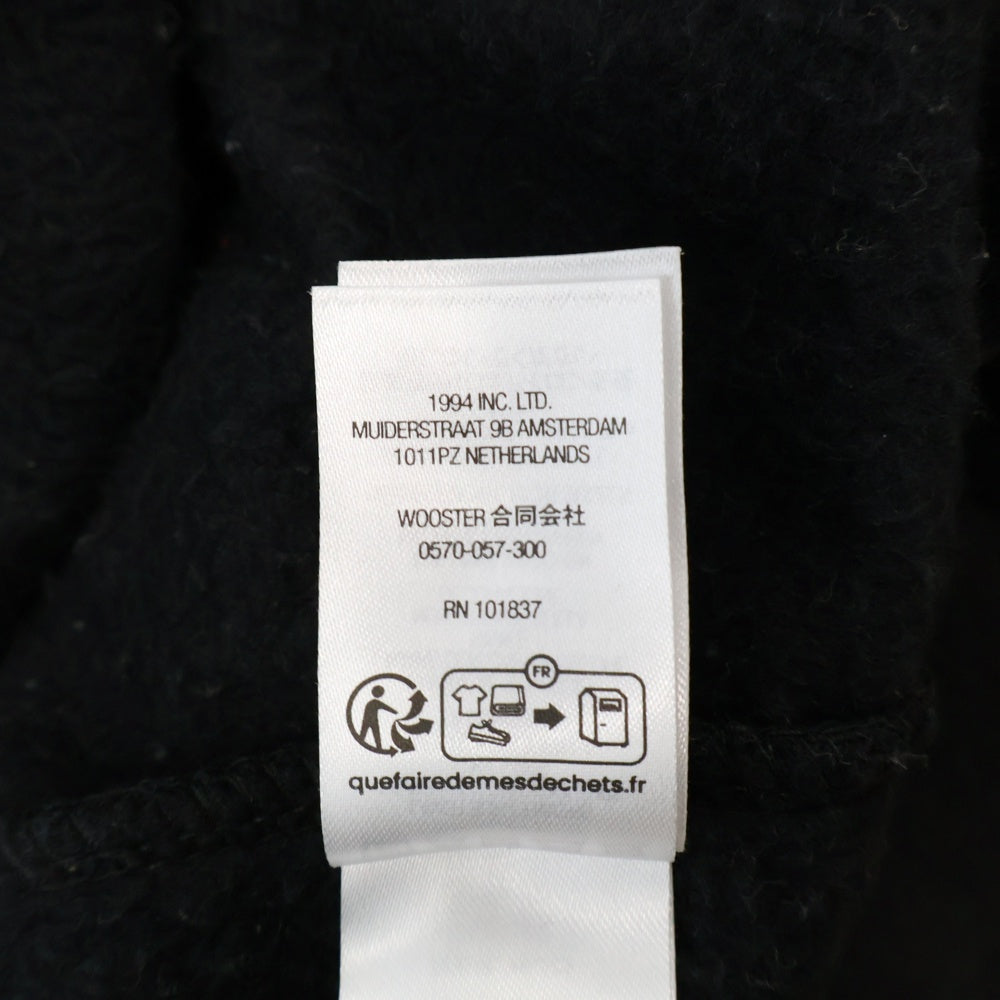 1994 INC. LTD.
MUIDERSTRAAT 9B AMSTERDAM
1011PZ NETHERLANDS
WOOSTER 合同会社
0570-057-300
RN 101837
FR
quefairedemesdechets.fr